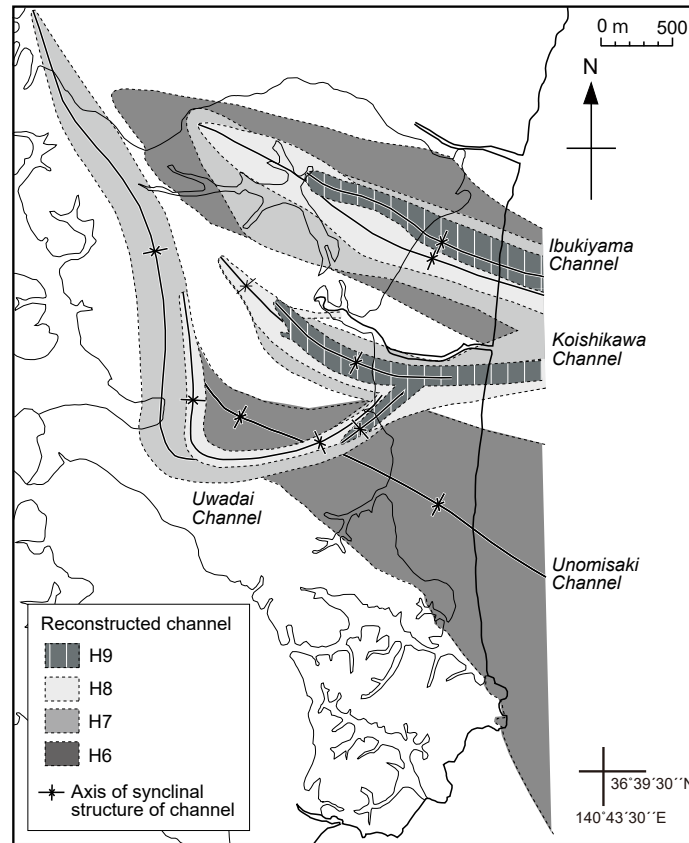 0 m 500
N
Ibukiyama
Channel
Koishikawa
Channel
Uwadai
Channel
Unomisaki
Channel
Reconstructed channel
H9
H8
H7
H6
Axis of synclinal
structure of channel
36°39´30´´N
140°43´30´´E